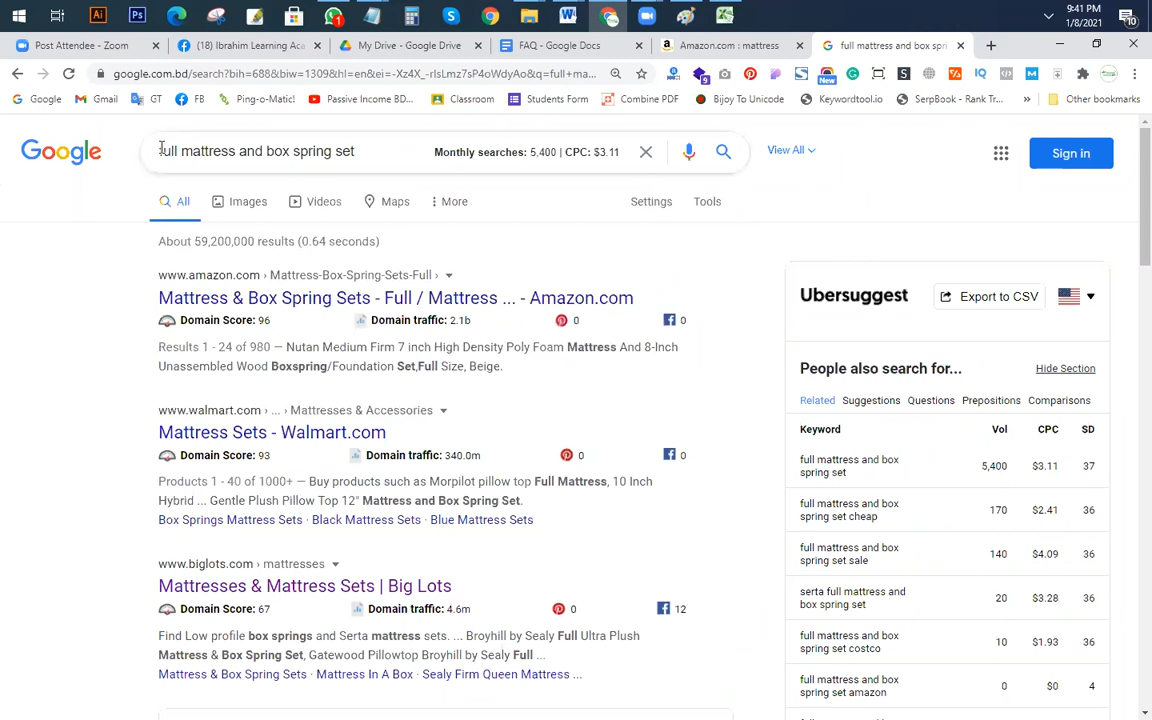 9:41 PM
1/8/2021
10
1
Post Attendee - Zoom
(18) Ibrahim Learning Aca
My Drive - Google Drive
FAQ - Google Docs
Amazon.com : mattress
full mattress and box spri
google.com.bd/search?bih=688&biw=1309&hl=en&ei=-Xz4X_-rIsLmz7sP4oWdyAo&q=full+ma...
9
New
Google
Gmail
GT
FB
Ping-o-Matic!
Passive Income BD...
Classroom
Students Form
Combine PDF
Bijoy To Unicode
Keywordtool.io
SerpBook - Rank Tr...
Other bookmarks
Google
full mattress and box spring set
Monthly searches: 5,400 | CPC: $3.11
View All
Sign in
All
Images
Videos
Maps
More
Settings
Tools
About 59,200,000 results (0.64 seconds)
www.amazon.com › Mattress-Box-Spring-Sets-Full ›
Mattress & Box Spring Sets - Full / Mattress ... - Amazon.com
Domain Score: 96
Domain traffic: 2.1b
0
0
Results 1 - 24 of 980 — Nutan Medium Firm 7 inch High Density Poly Foam Mattress And 8-Inch
Unassembled Wood Boxspring/Foundation Set,Full Size, Beige.
www.walmart.com › ... › Mattresses & Accessories
Mattress Sets - Walmart.com
Domain Score: 93
Domain traffic: 340.0m
0
0
Products 1 - 40 of 1000+ — Buy products such as Morpilot pillow top Full Mattress, 10 Inch
Hybrid ... Gentle Plush Pillow Top 12" Mattress and Box Spring Set.
Box Springs Mattress Sets · Black Mattress Sets · Blue Mattress Sets
www.biglots.com › mattresses
Mattresses & Mattress Sets | Big Lots
Domain Score: 67
Domain traffic: 4.6m
0
12
Find Low profile box springs and Serta mattress sets. ... Broyhill by Sealy Full Ultra Plush
Mattress & Box Spring Set, Gatewood Pillowtop Broyhill by Sealy Full ...
Mattress & Box Spring Set · Mattress In A Box · Sealy Firm Queen Mattress ...
Ubersuggest
Export to CSV
People also search for...
Hide Section
Related
Suggestions
Questions
Prepositions
Comparisons
Keyword
Vol
CPC
SD
full mattress and box
spring set
5,400
$3.11
37
full mattress and box
spring set cheap
170
$2.41
36
full mattress and box
spring set sale
140
$4.09
36
serta full mattress and
box spring set
20
$3.28
36
full mattress and box
spring set costco
10
$1.93
36
full mattress and box
spring set amazon
0
$0
4